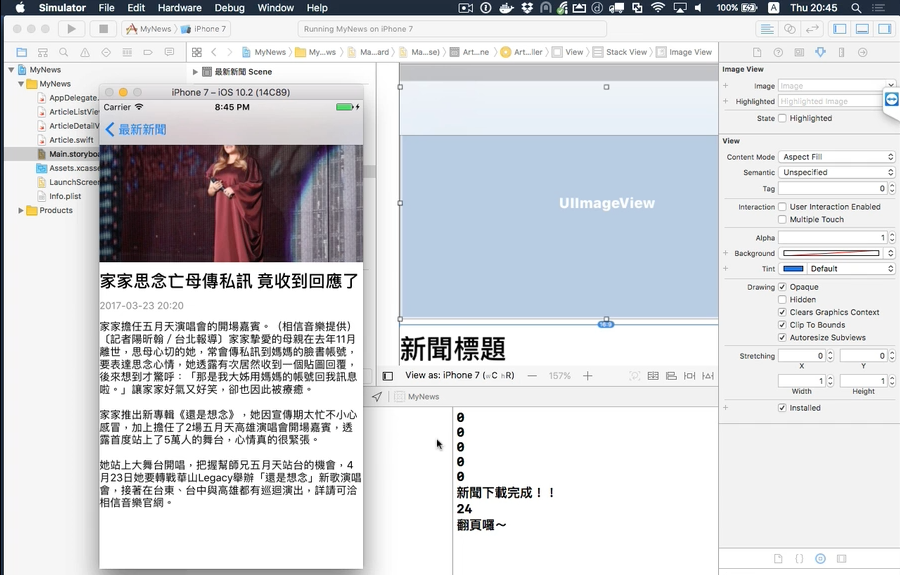 Simulator File Edit Hardware Debug Window Help
100% Thu 20:45
MyNews iPhone 7
Running MyNews on iPhone 7
MyNews My...ws M...ard M...se) Art...ne Art...ller View Stack View Image View
MyNews
MyNews
AppDelegate
ArticleListVie
ArticleDetailV
Article.swift
Main.storyboa
Assets.xcasse
LaunchScreen
Info.plist
Products
最新新聞 Scene
iPhone 7 – iOS 10.2 (14C89)
Carrier 8:45 PM
最新新聞
家家思念亡母傳私訊 竟收到回應了
2017-03-23 20:20
家家擔任五月天演唱會的開場嘉賓。（相信音樂提供）
〔記者陽昕翰／台北報導〕家家摯愛的母親在去年11月
離世，思母心切的她，常會傳私訊到媽媽的臉書帳號，
要表達思念心情，她透露有次居然收到一個貼圖回覆，
後來想到才驚呼：「那是我大姊用媽媽的帳號回我訊息
啦。」讓家家好氣又好笑，卻也因此被療癒。
家家推出新專輯《還是想念》，她因宣傳期太忙不小心
感冒，加上擔任了2場五月天高雄演唱會開場嘉賓，透
露首度站上了5萬人的舞台，心情真的很緊張。
她站上大舞台開唱，把握幫師兄五月天站台的機會，4
月23日她要轉戰華山Legacy舉辦「還是想念」新歌演唱
會，接著在台東、台中與高雄都有巡迴演出，詳請可洽
相信音樂官網。
UIImageView
16:9
新聞標題
View as: iPhone 7 (wC hR) — 157% +
MyNews
0
0
0
0
0
新聞下載完成！！
24
翻頁囉～
Image View
Image Image
Highlighted Highlighted Image
State Highlighted
View
Content Mode Aspect Fill
Semantic Unspecified
Tag 0
Interaction User Interaction Enabled
Multiple Touch
Alpha 1
Background
Tint Default
Drawing Opaque
Hidden
Clears Graphics Context
Clip To Bounds
Autoresize Subviews
Stretching 0 0
X Y
1 1
Width Height
Installed